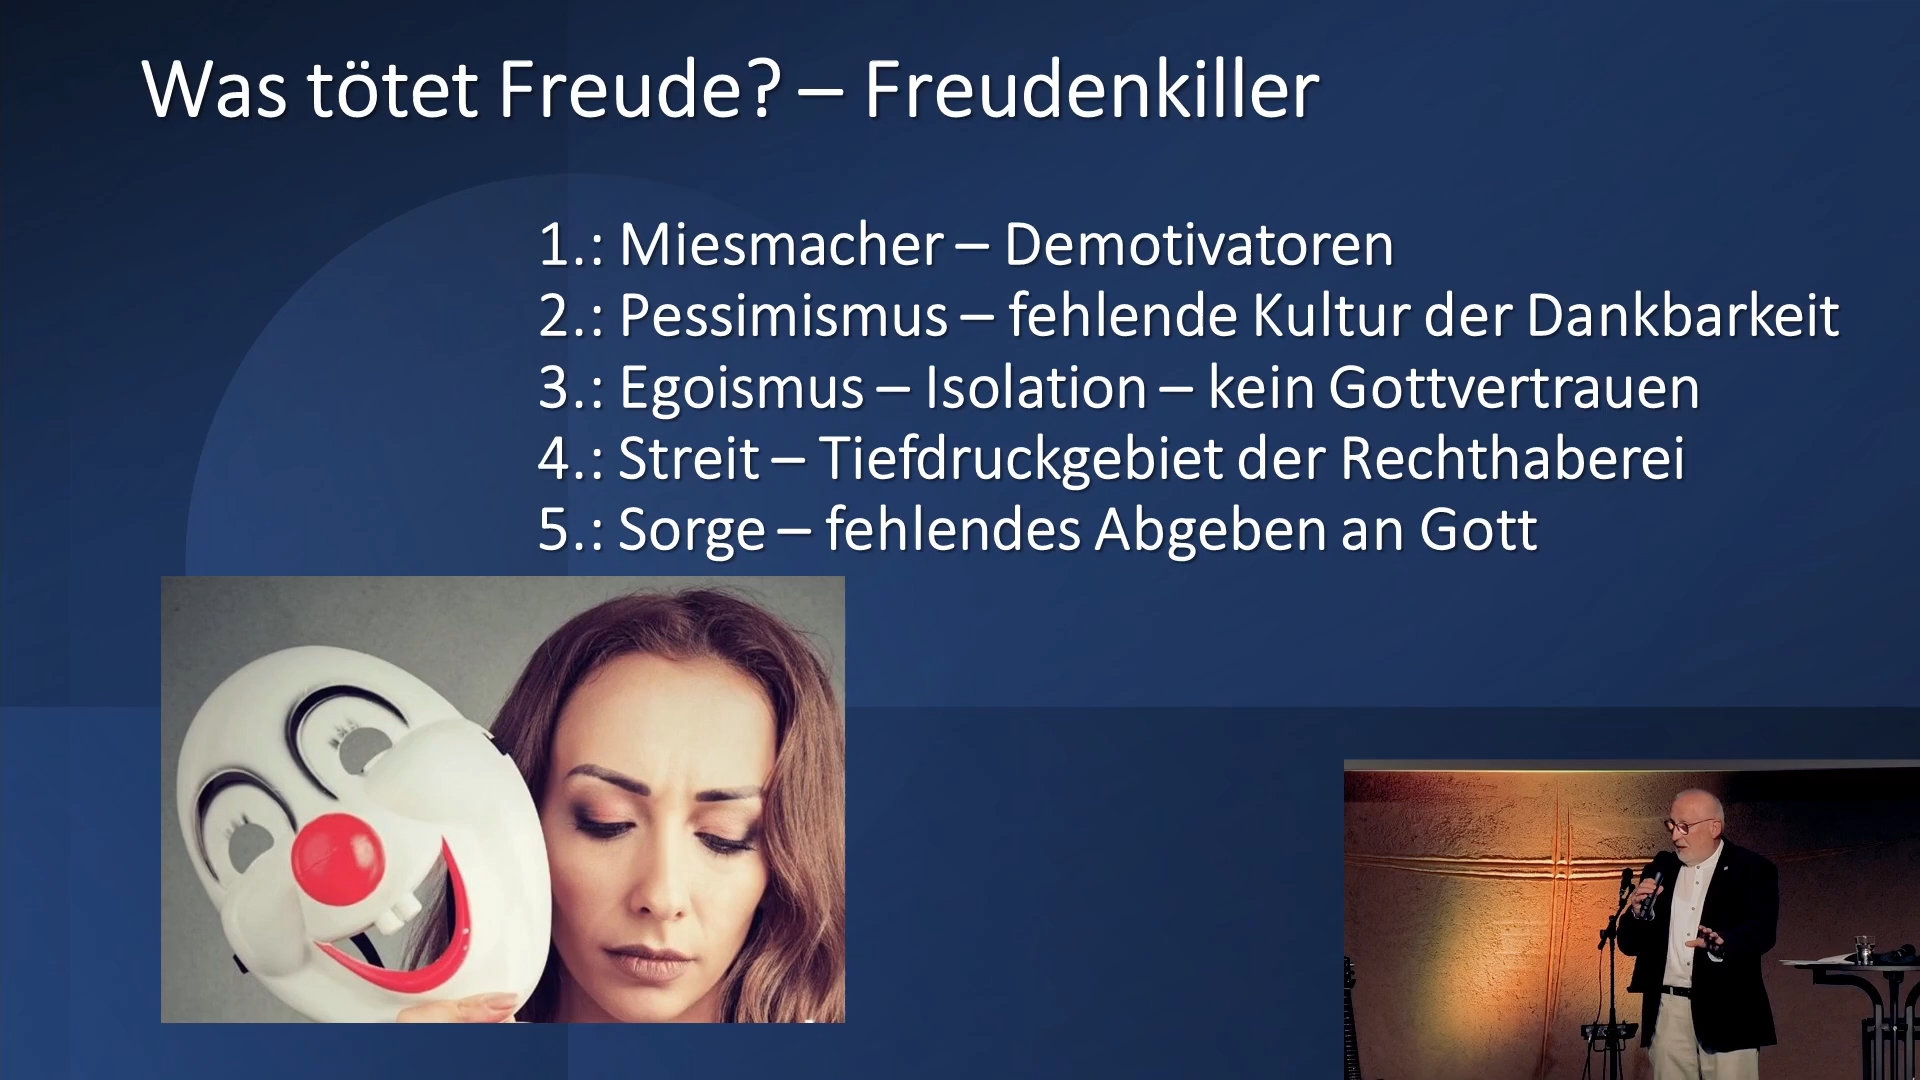 Was tötet Freude? – Freudenkiller
1.: Miesmacher – Demotivatoren
2.: Pessimismus – fehlende Kultur der Dankbarkeit
3.: Egoismus – Isolation – kein Gottvertrauen
4.: Streit – Tiefdruckgebiet der Rechthaberei
5.: Sorge – fehlendes Abgeben an Gott